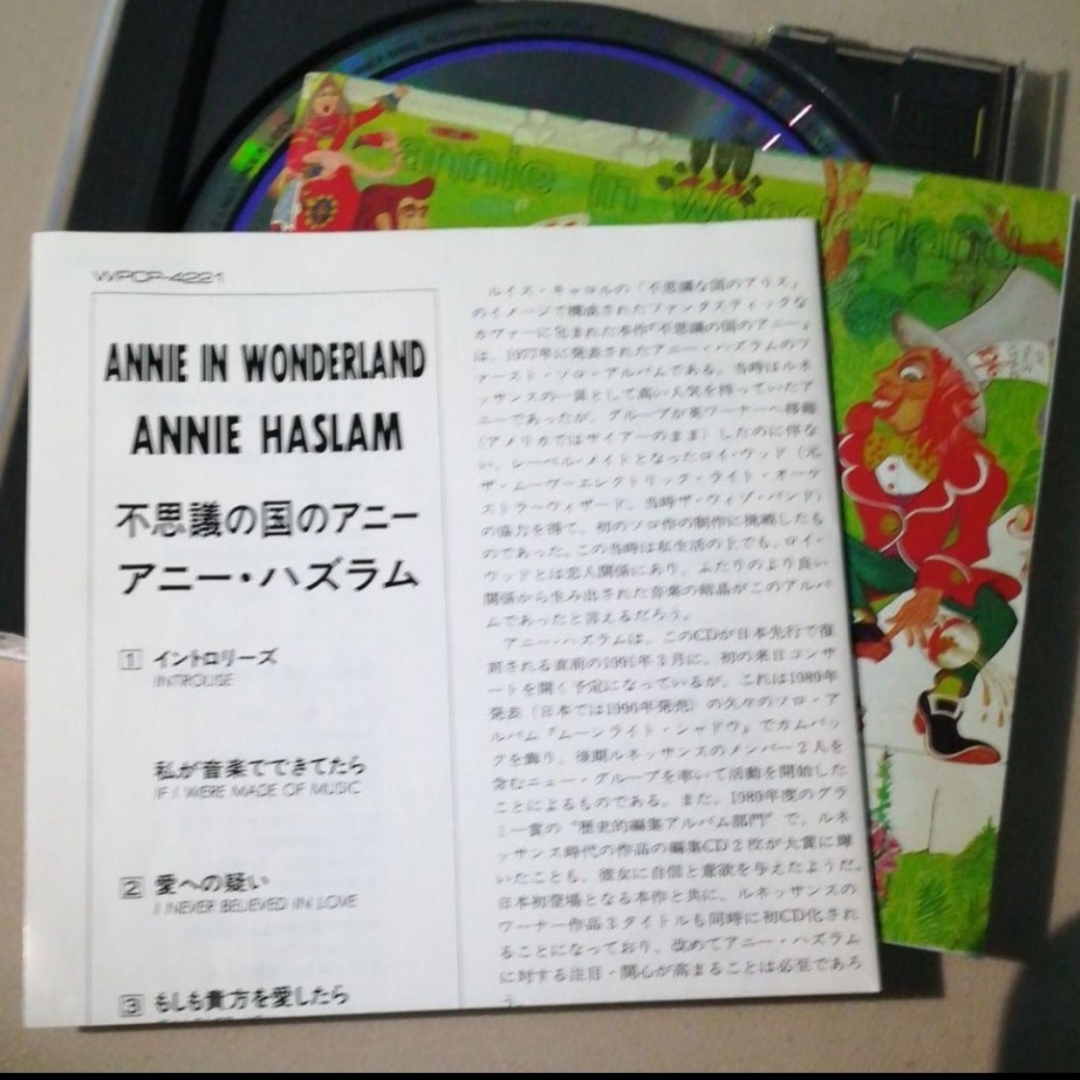 annie in wonderland
WPCP-4221
ANNIE IN WONDERLAND
ANNIE HASLAM
不思議の国のアニー
アニー・ハズラム
1 イントロリーズ
INTROLISE
私が音楽でできてたら
IF I WERE MADE OF MUSIC
2 愛への疑い
I NEVER BELIEVED IN LOVE
3 もしも貴方を愛したら
ルイス・キャロルの「不思議な国のアリス」
のイメージで構成されたファンタスティックな
カヴァーに包まれた本作『不思議の国のアニー』
は、1977年に発表されたアニー・ハズラムのフ
ァースト・ソロ・アルバムである。当時はルネ
ッサンスの一員として高い人気を持っていたア
ニーであったが、グループが英ワーナーへ移籍
（アメリカではサイアーのまま）したのに伴な
い、レーベル・メイトとなったロイ・ウッド（元
ザ・ムーヴ〜エレクトリック・ライト・オーケ
ストラ〜ウィザード、当時ザ・ウィゾ・バンド）
の協力を得て、初のソロ作の制作に挑戦したも
のであった。この当時は私生活の上でも、ロイ・
ウッドとは恋人関係にあり、ふたりのより良い
関係から生み出された音楽の結晶がこのアルバ
ムであったと言えるだろう。
アニー・ハズラムは、このCDが日本先行で復
刻される直前の1991年3月に、初の来日コンサ
ートを開く予定になっているが、これは1989年
発表（日本では1990年発売）の久々のソロ・ア
ルバム『ムーンライト・シャドウ』でカムバッ
クを飾り、後期ルネッサンスのメンバー2人を
含むニュー・グループを率いて活動を開始した
ことによるものである。また、1989年度のグラ
ミー賞の"歴史的編集アルバム部門"で、ルネ
ッサンス時代の作品の編集CD2枚が大賞に輝
いたことも、彼女に自信と意欲を与えたようだ。
日本初登場となる本作と共に、ルネッサンスの
ワーナー作品3タイトルも同時に初CD化され
ることになっており、改めてアニー・ハズラム
に対する注目・関心が高まることは必至であろ
う。